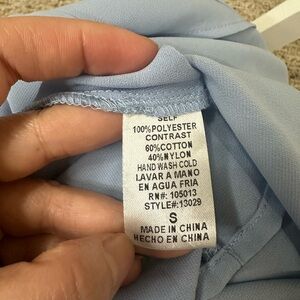 SELF
100%POLYESTER
CONTRAST
60%COTTON
40%NYLON
HAND WASH COLD
LAVAR A MANO
EN AGUA FRIA
RN#: 105013
STYLE#:13029
S
MADE IN CHINA
HECHO EN CHINA